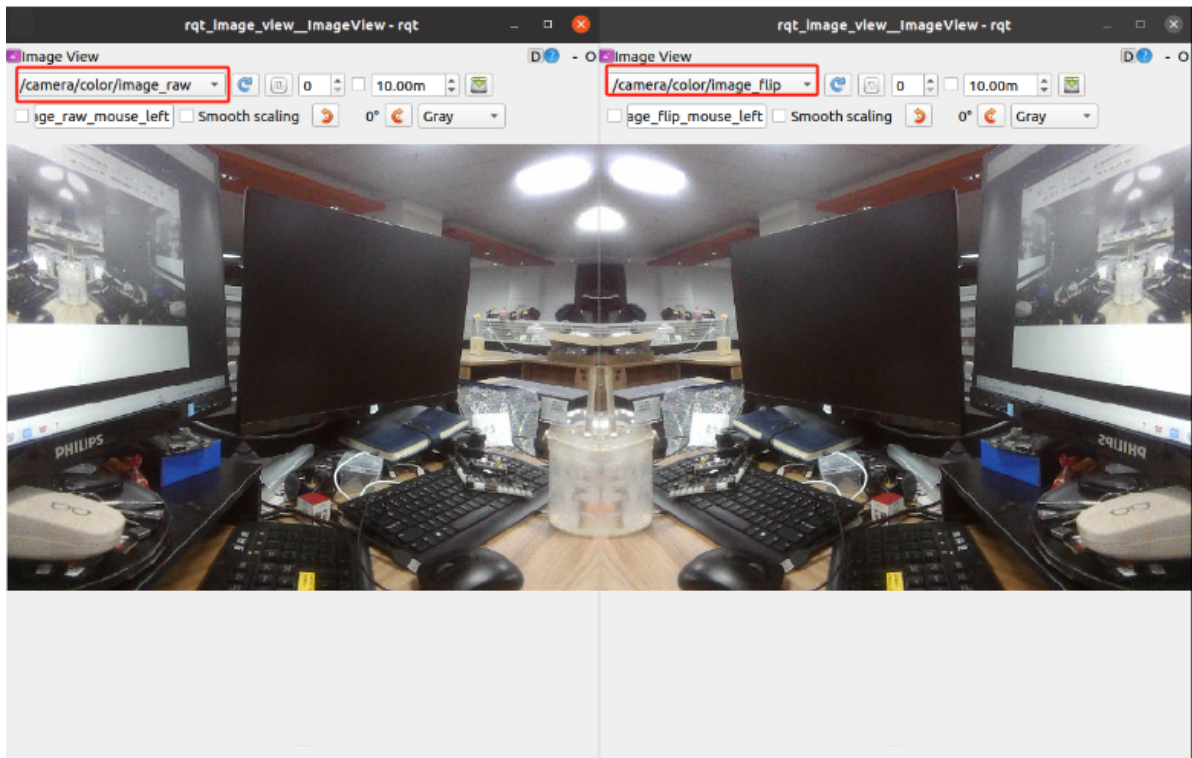 rqt_image_view__ImageView - rqt
Image View
D
- O
/camera/color/image_raw
0
10.00m
age_raw_mouse_left
Smooth scaling
0°
Gray
PHILIPS
rqt_image_view__ImageView - rqt
Image View
D
- O
/camera/color/image_flip
0
10.00m
age_flip_mouse_left
Smooth scaling
0°
Gray
PHILIPS